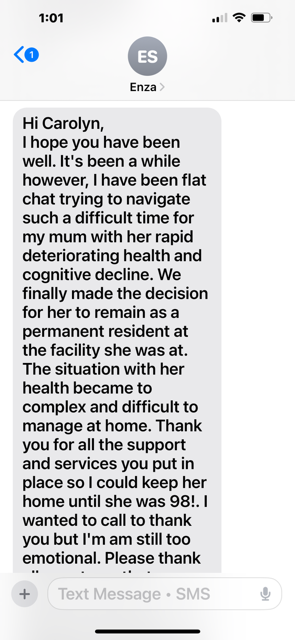 1:01
1
ES
Enza
Hi Carolyn,
I hope you have been
well. It's been a while
however, I have been flat
chat trying to navigate
such a difficult time for
my mum with her rapid
deteriorating health and
cognitive decline. We
finally made the decision
for her to remain as a
permanent resident at
the facility she was at.
The situation with her
health became to
complex and difficult to
manage at home. Thank
you for all the support
and services you put in
place so I could keep her
home until she was 98!. I
wanted to call to thank
you but I'm am still too
emotional. Please thank
Text Message • SMS